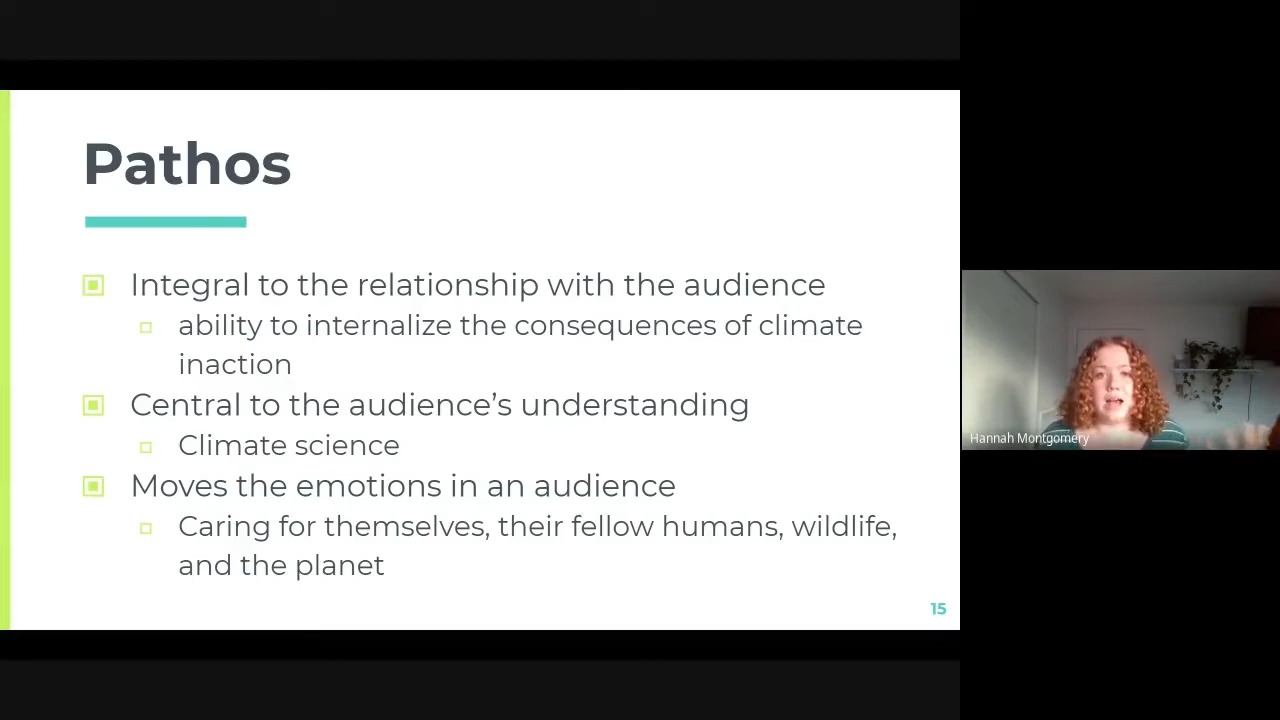 Pathos
Integral to the relationship with the audience
ability to internalize the consequences of climate
inaction
Central to the audience’s understanding
Climate science
Moves the emotions in an audience
Caring for themselves, their fellow humans, wildlife,
and the planet
15
Hannah Montgomery